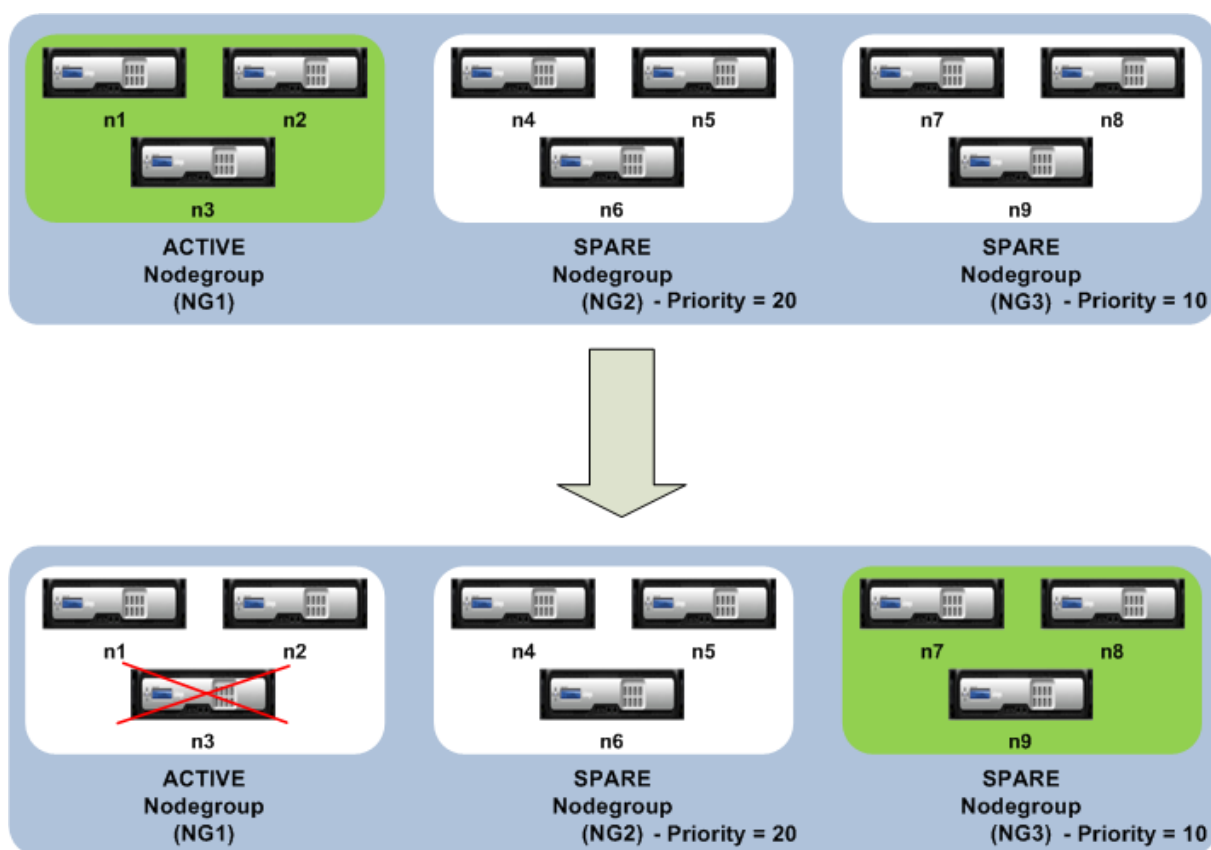 n1
n2
n4
n5
n7
n8
n3
n6
n9
ACTIVE
Nodegroup
(NG1)
SPARE
Nodegroup
(NG2) - Priority = 20
SPARE
Nodegroup
(NG3) - Priority = 10
n1
n2
n4
n5
n7
n8
n3
n6
n9
ACTIVE
Nodegroup
(NG1)
SPARE
Nodegroup
(NG2) - Priority = 20
SPARE
Nodegroup
(NG3) - Priority = 10